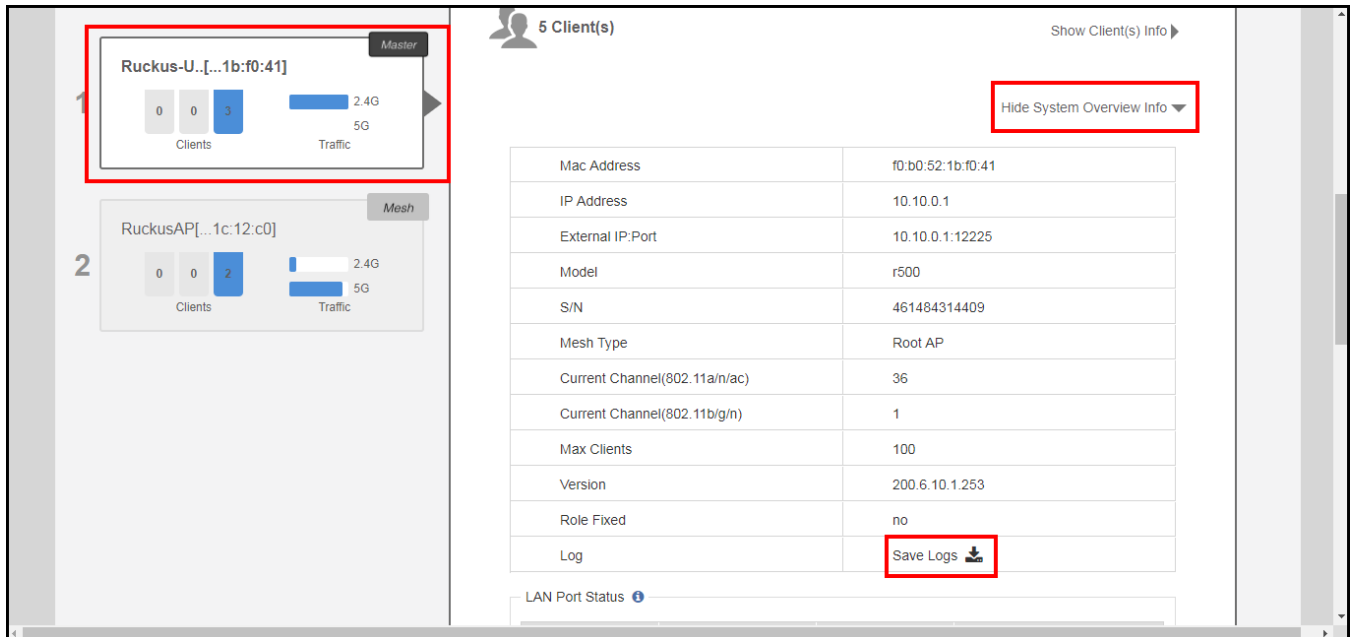 1
Master
Ruckus-U..[...1b:f0:41]
0 0 3
2.4G
5G
Clients Traffic
2
Mesh
RuckusAP[...1c:12:c0]
0 0 2
2.4G
5G
Clients Traffic
5 Client(s)
Show Client(s) Info
Hide System Overview Info
Mac Address f0:b0:52:1b:f0:41
IP Address 10.10.0.1
External IP:Port 10.10.0.1:12225
Model r500
S/N 461484314409
Mesh Type Root AP
Current Channel(802.11a/n/ac) 36
Current Channel(802.11b/g/n) 1
Max Clients 100
Version 200.6.10.1.253
Role Fixed no
Log Save Logs
LAN Port Status